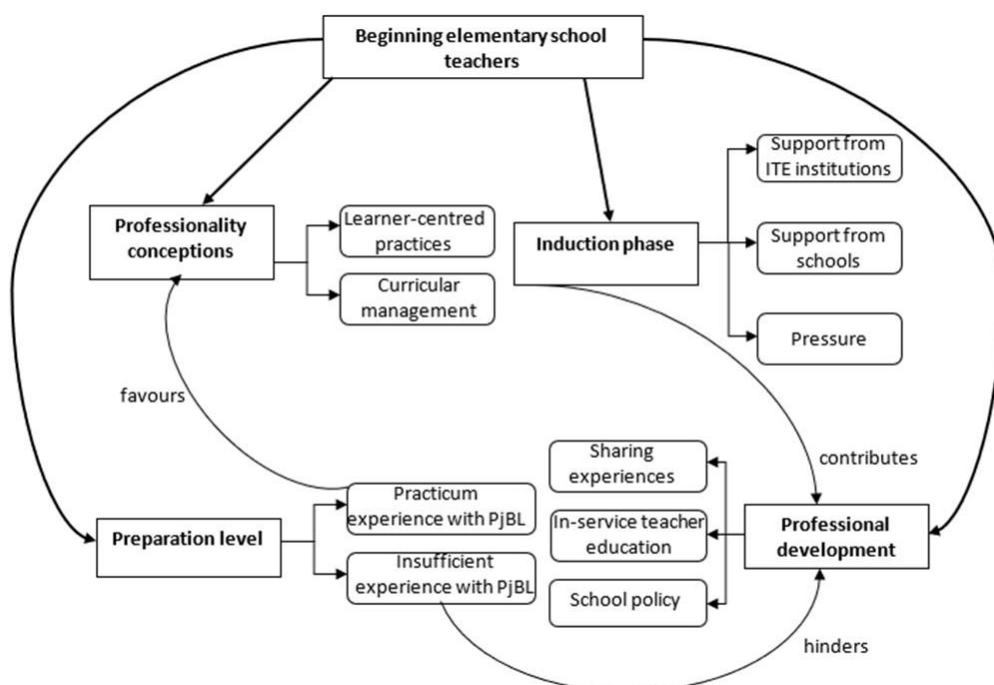 Beginning elementary school
teachers
Support from
ITE institutions
Professionality
conceptions
Learner-centred
practices
Induction phase
Support from
schools
Curricular
management
Pressure
favours
Sharing
experiences
contributes
Practicum
experience with PjBL
Preparation level
In-service teacher
education
Professional
development
Insufficient
experience with PjBL
School policy
hinders